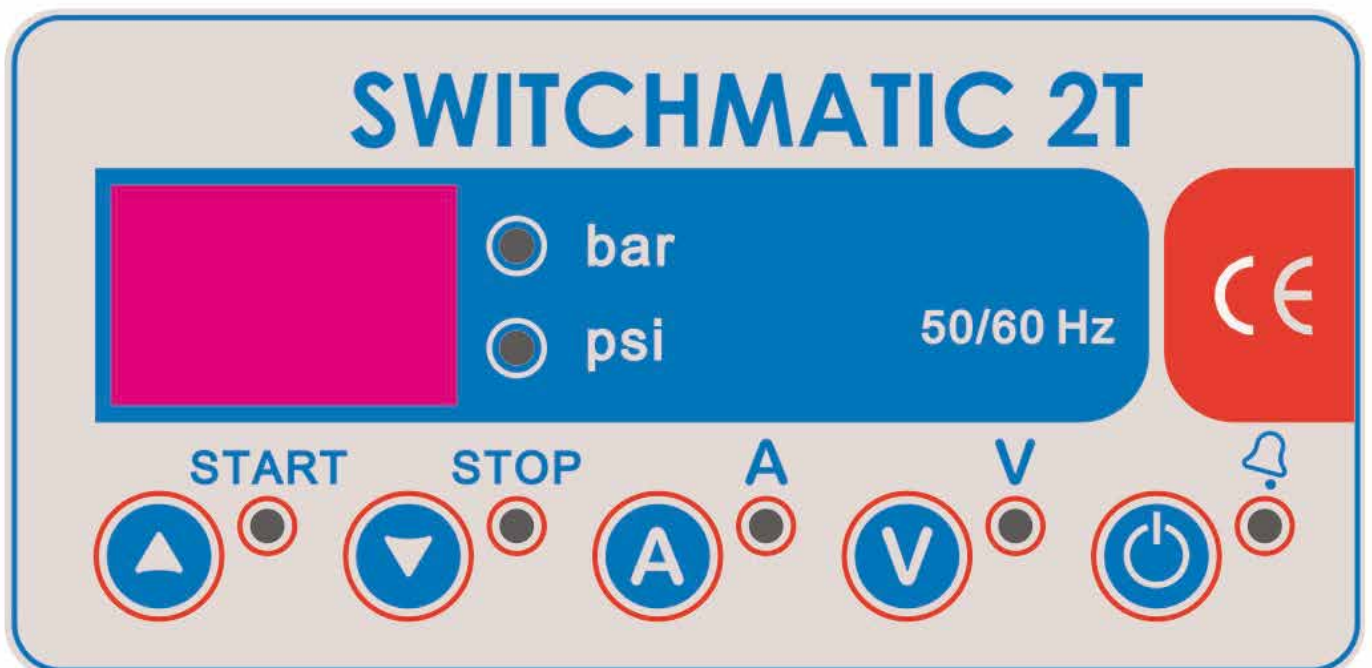 SWITCHMATIC 2T
bar
psi
50/60 Hz
CE
START
STOP
A
V
A
V